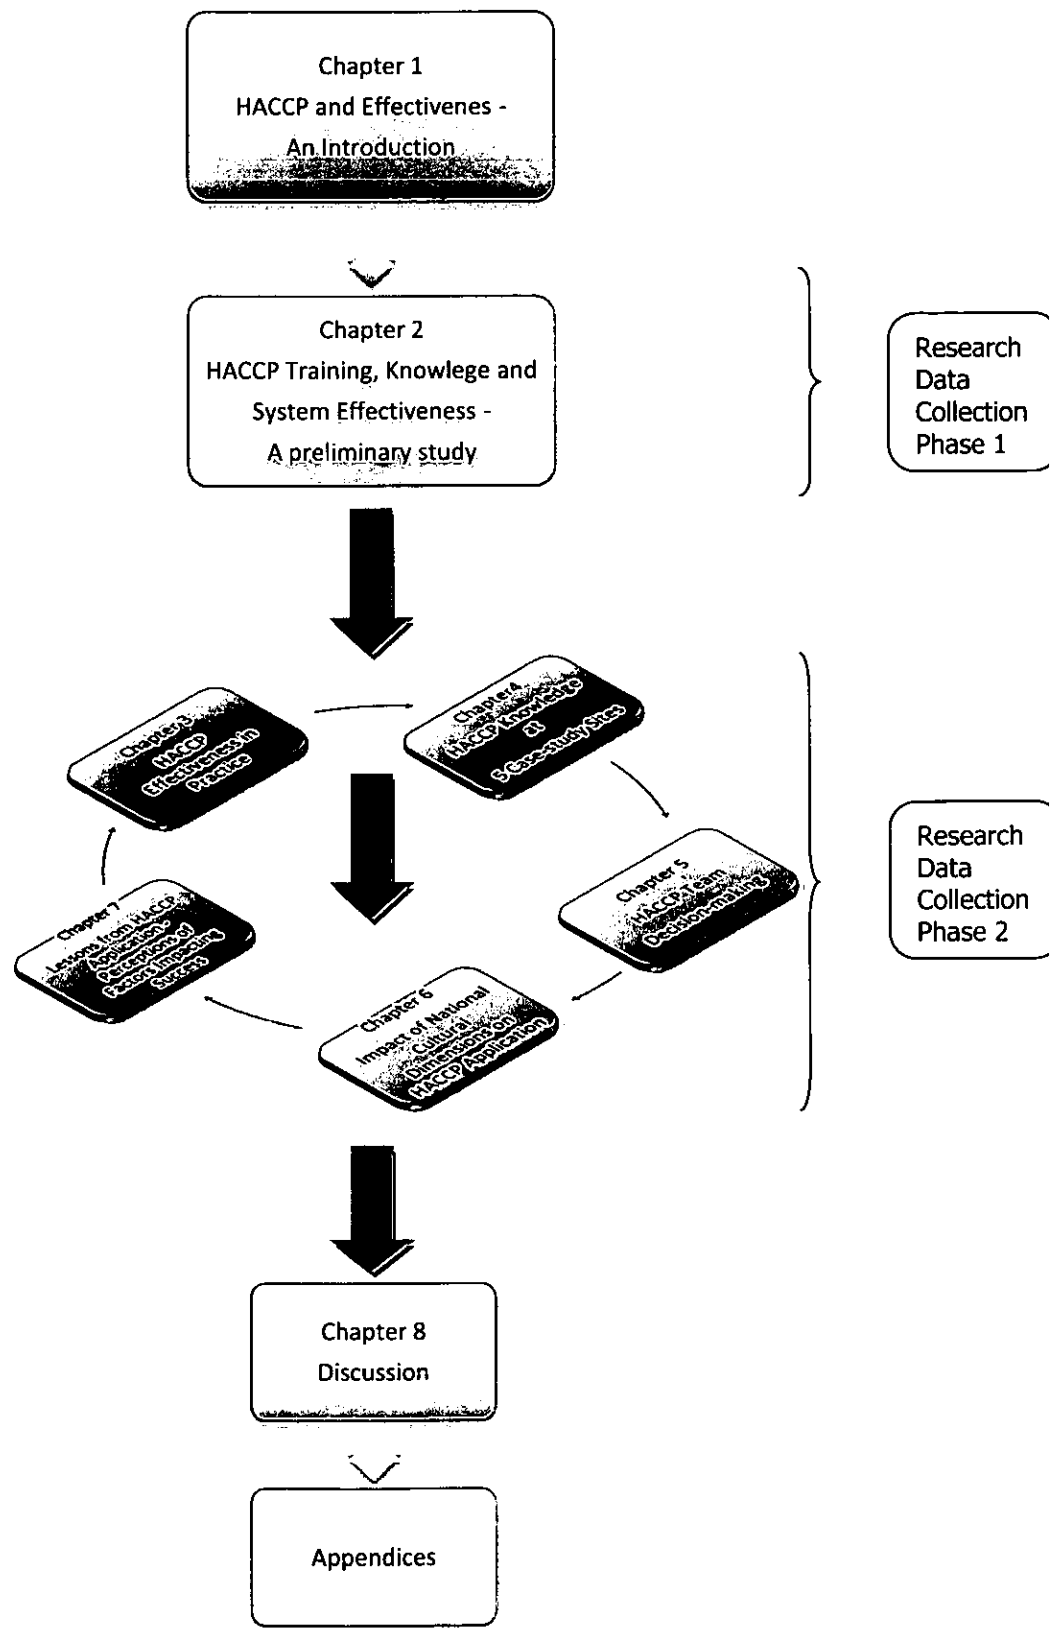 Chapter 1
HACCP and Effectivenes -
An Introduction
Chapter 2
HACCP Training, Knowlege and
System Effectiveness -
A preliminary study
Research
Data
Collection
Phase 1
Chapter 3
HACCP
Effectiveness in
Practice
Chapter4
HACCP Knowledge
at
5 Case-study Sites
Chapter 5
HACCP Team
Decision-making
Chapter 6
Impact of National
Cultural
Dimensions on
HACCP Application
Chapter 7
Lessons from HACCP
Application -
Perceptions of
Factors Impacting
Success
Research
Data
Collection
Phase 2
Chapter 8
Discussion
Appendices